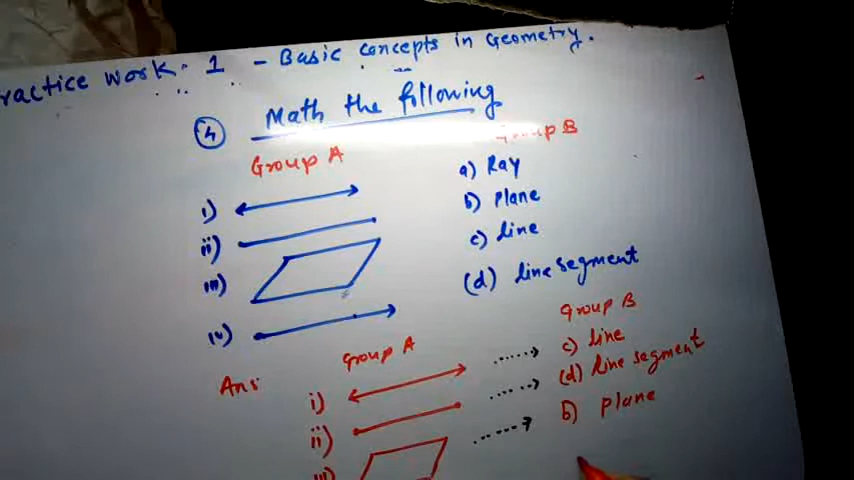 ractice work. 1 - Basic concepts in Geometry.
4 Math the following
Group A Group B
i) a) Ray
ii) b) plane
iii) c) line
iv) (d) line segment
Ans Group A Group B
i) c) line
ii) (d) line segment
iii) b) plane